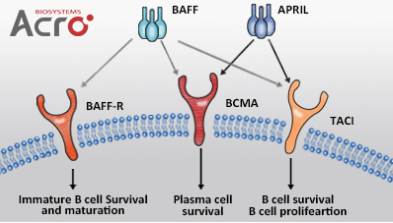 BIOSYSTEMS
Acro
BAFF
APRIL
BAFF-R
BCMA
TACI
Immature B cell Survival
and maturation
Plasma cell
survival
B cell survival
B cell prolifeartion